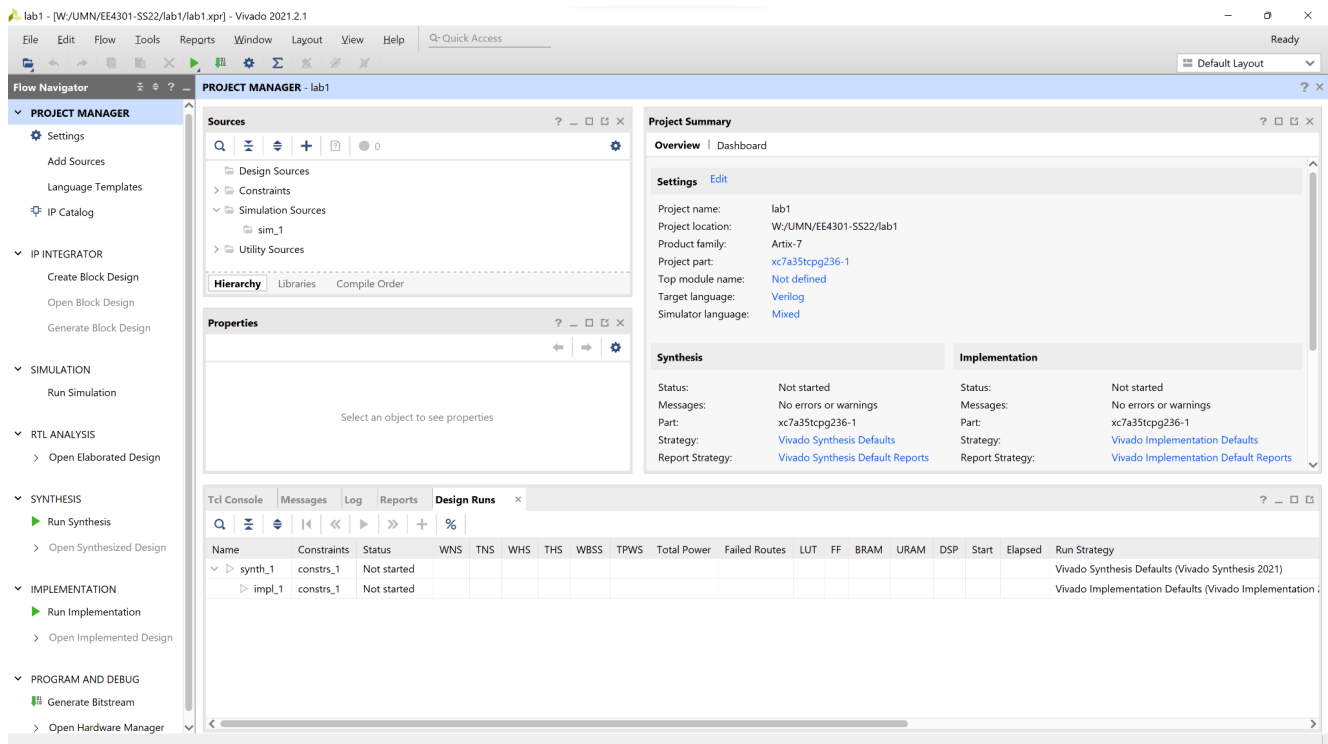 lab1 - [W:/UMN/EE4301-SS22/lab1/lab1.xpr] - Vivado 2021.2.1
File Edit Flow Tools Reports Window Layout View Help Q- Quick Access Ready
Default Layout
Flow Navigator
PROJECT MANAGER
Settings
Add Sources
Language Templates
IP Catalog
IP INTEGRATOR
Create Block Design
Open Block Design
Generate Block Design
SIMULATION
Run Simulation
RTL ANALYSIS
Open Elaborated Design
SYNTHESIS
Run Synthesis
Open Synthesized Design
IMPLEMENTATION
Run Implementation
Open Implemented Design
PROGRAM AND DEBUG
Generate Bitstream
Open Hardware Manager
PROJECT MANAGER - lab1
Sources
0
Design Sources
Constraints
Simulation Sources
sim_1
Utility Sources
Hierarchy Libraries Compile Order
Properties
Select an object to see properties
Project Summary
Overview | Dashboard
Settings Edit
Project name: lab1
Project location: W:/UMN/EE4301-SS22/lab1
Product family: Artix-7
Project part: xc7a35tcpg236-1
Top module name: Not defined
Target language: Verilog
Simulator language: Mixed
Synthesis
Status: Not started
Messages: No errors or warnings
Part: xc7a35tcpg236-1
Strategy: Vivado Synthesis Defaults
Report Strategy: Vivado Synthesis Default Reports
Implementation
Status: Not started
Messages: No errors or warnings
Part: xc7a35tcpg236-1
Strategy: Vivado Implementation Defaults
Report Strategy: Vivado Implementation Default Reports
Tcl Console Messages Log Reports Design Runs
%
Name Constraints Status WNS TNS WHS THS WBSS TPWS Total Power Failed Routes LUT FF BRAM URAM DSP Start Elapsed Run Strategy
synth_1 constrs_1 Not started Vivado Synthesis Defaults (Vivado Synthesis 2021)
impl_1 constrs_1 Not started Vivado Implementation Defaults (Vivado Implementation